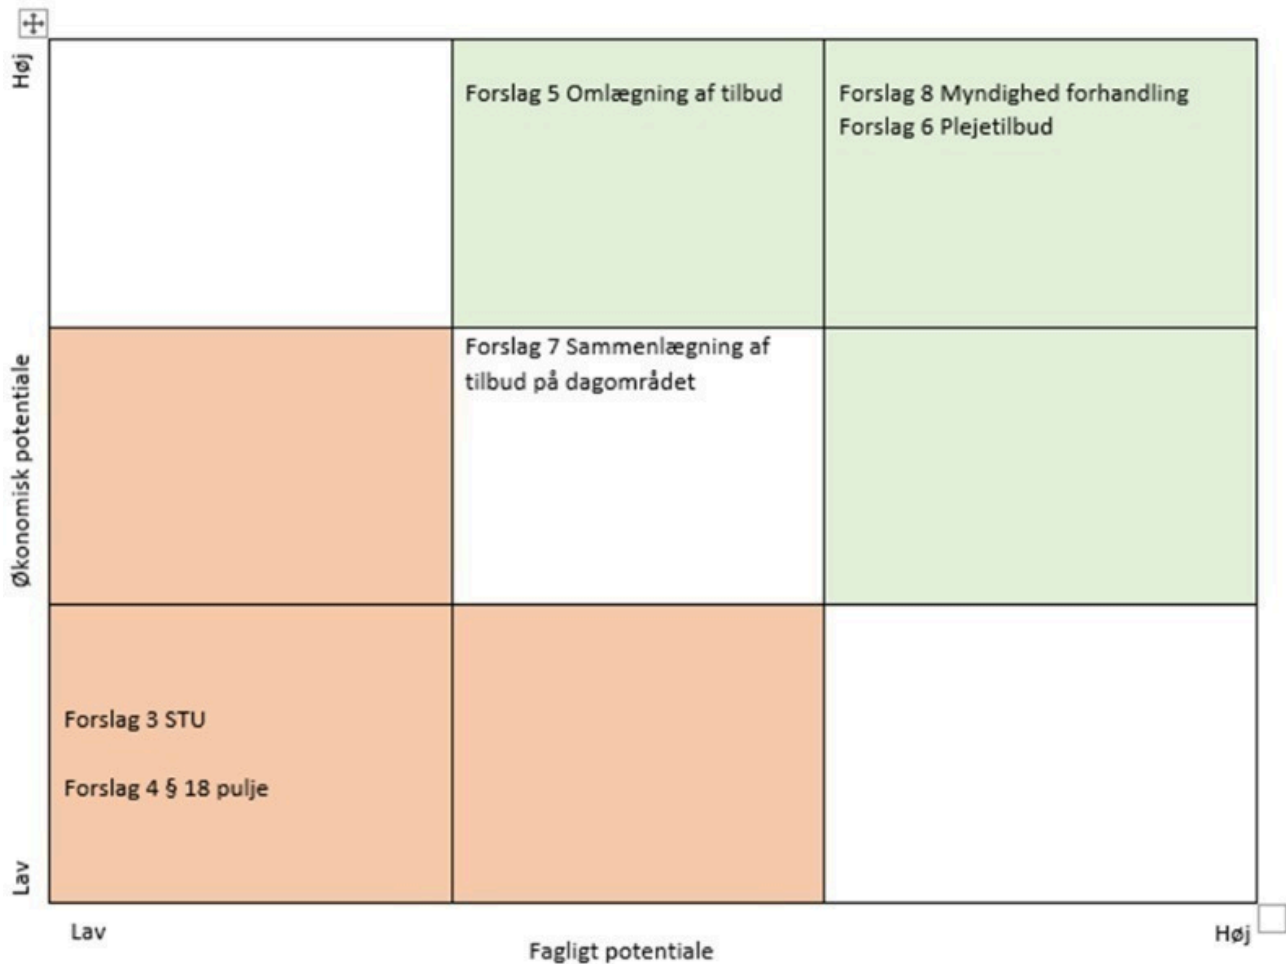 Høj
Forslag 5 Omlægning af tilbud
Forslag 8 Myndighed forhandling
Forslag 6 Plejetilbud
Økonomisk potentiale
Forslag 7 Sammenlægning af
tilbud på dagområdet
Forslag 3 STU
Forslag 4 § 18 pulje
Lav
Lav
Fagligt potentiale
Høj